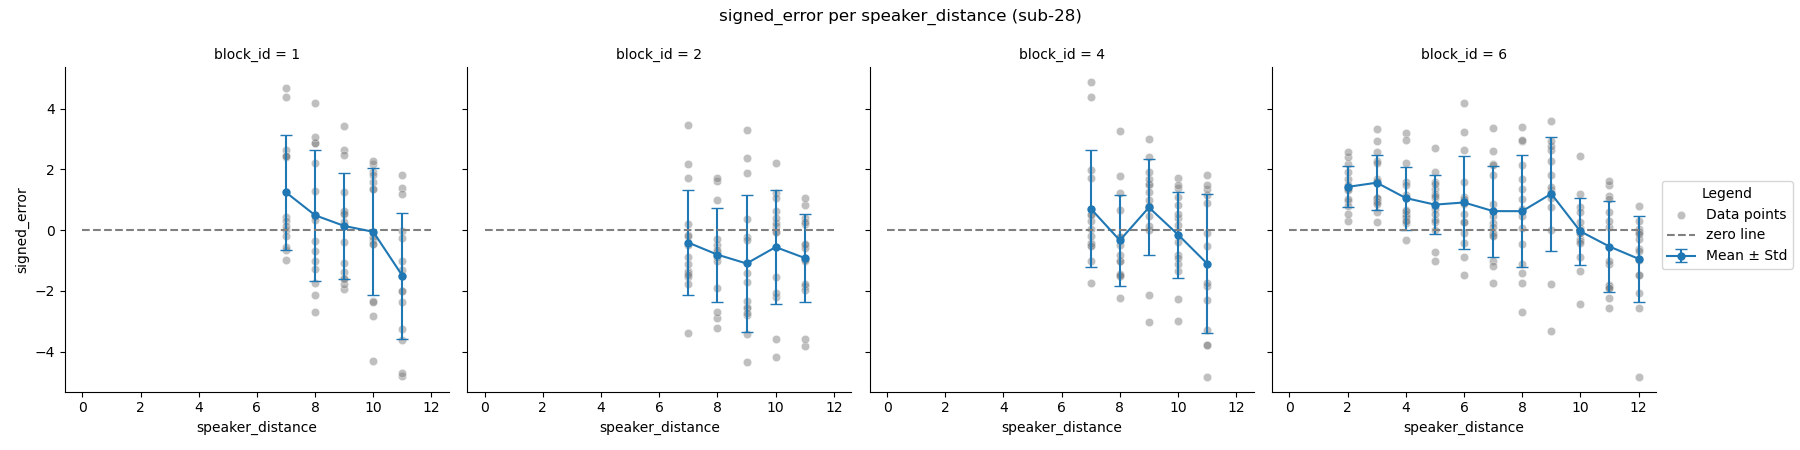 signed_error per speaker_distance (sub-28)
block_id = 1
block_id = 2
block_id = 4
block_id = 6
signed_error
4
2
0
−2
−4
0 2 4 6 8 10 12
0 2 4 6 8 10 12
0 2 4 6 8 10 12
0 2 4 6 8 10 12
speaker_distance
speaker_distance
speaker_distance
speaker_distance
Legend
Data points
zero line
Mean ± Std